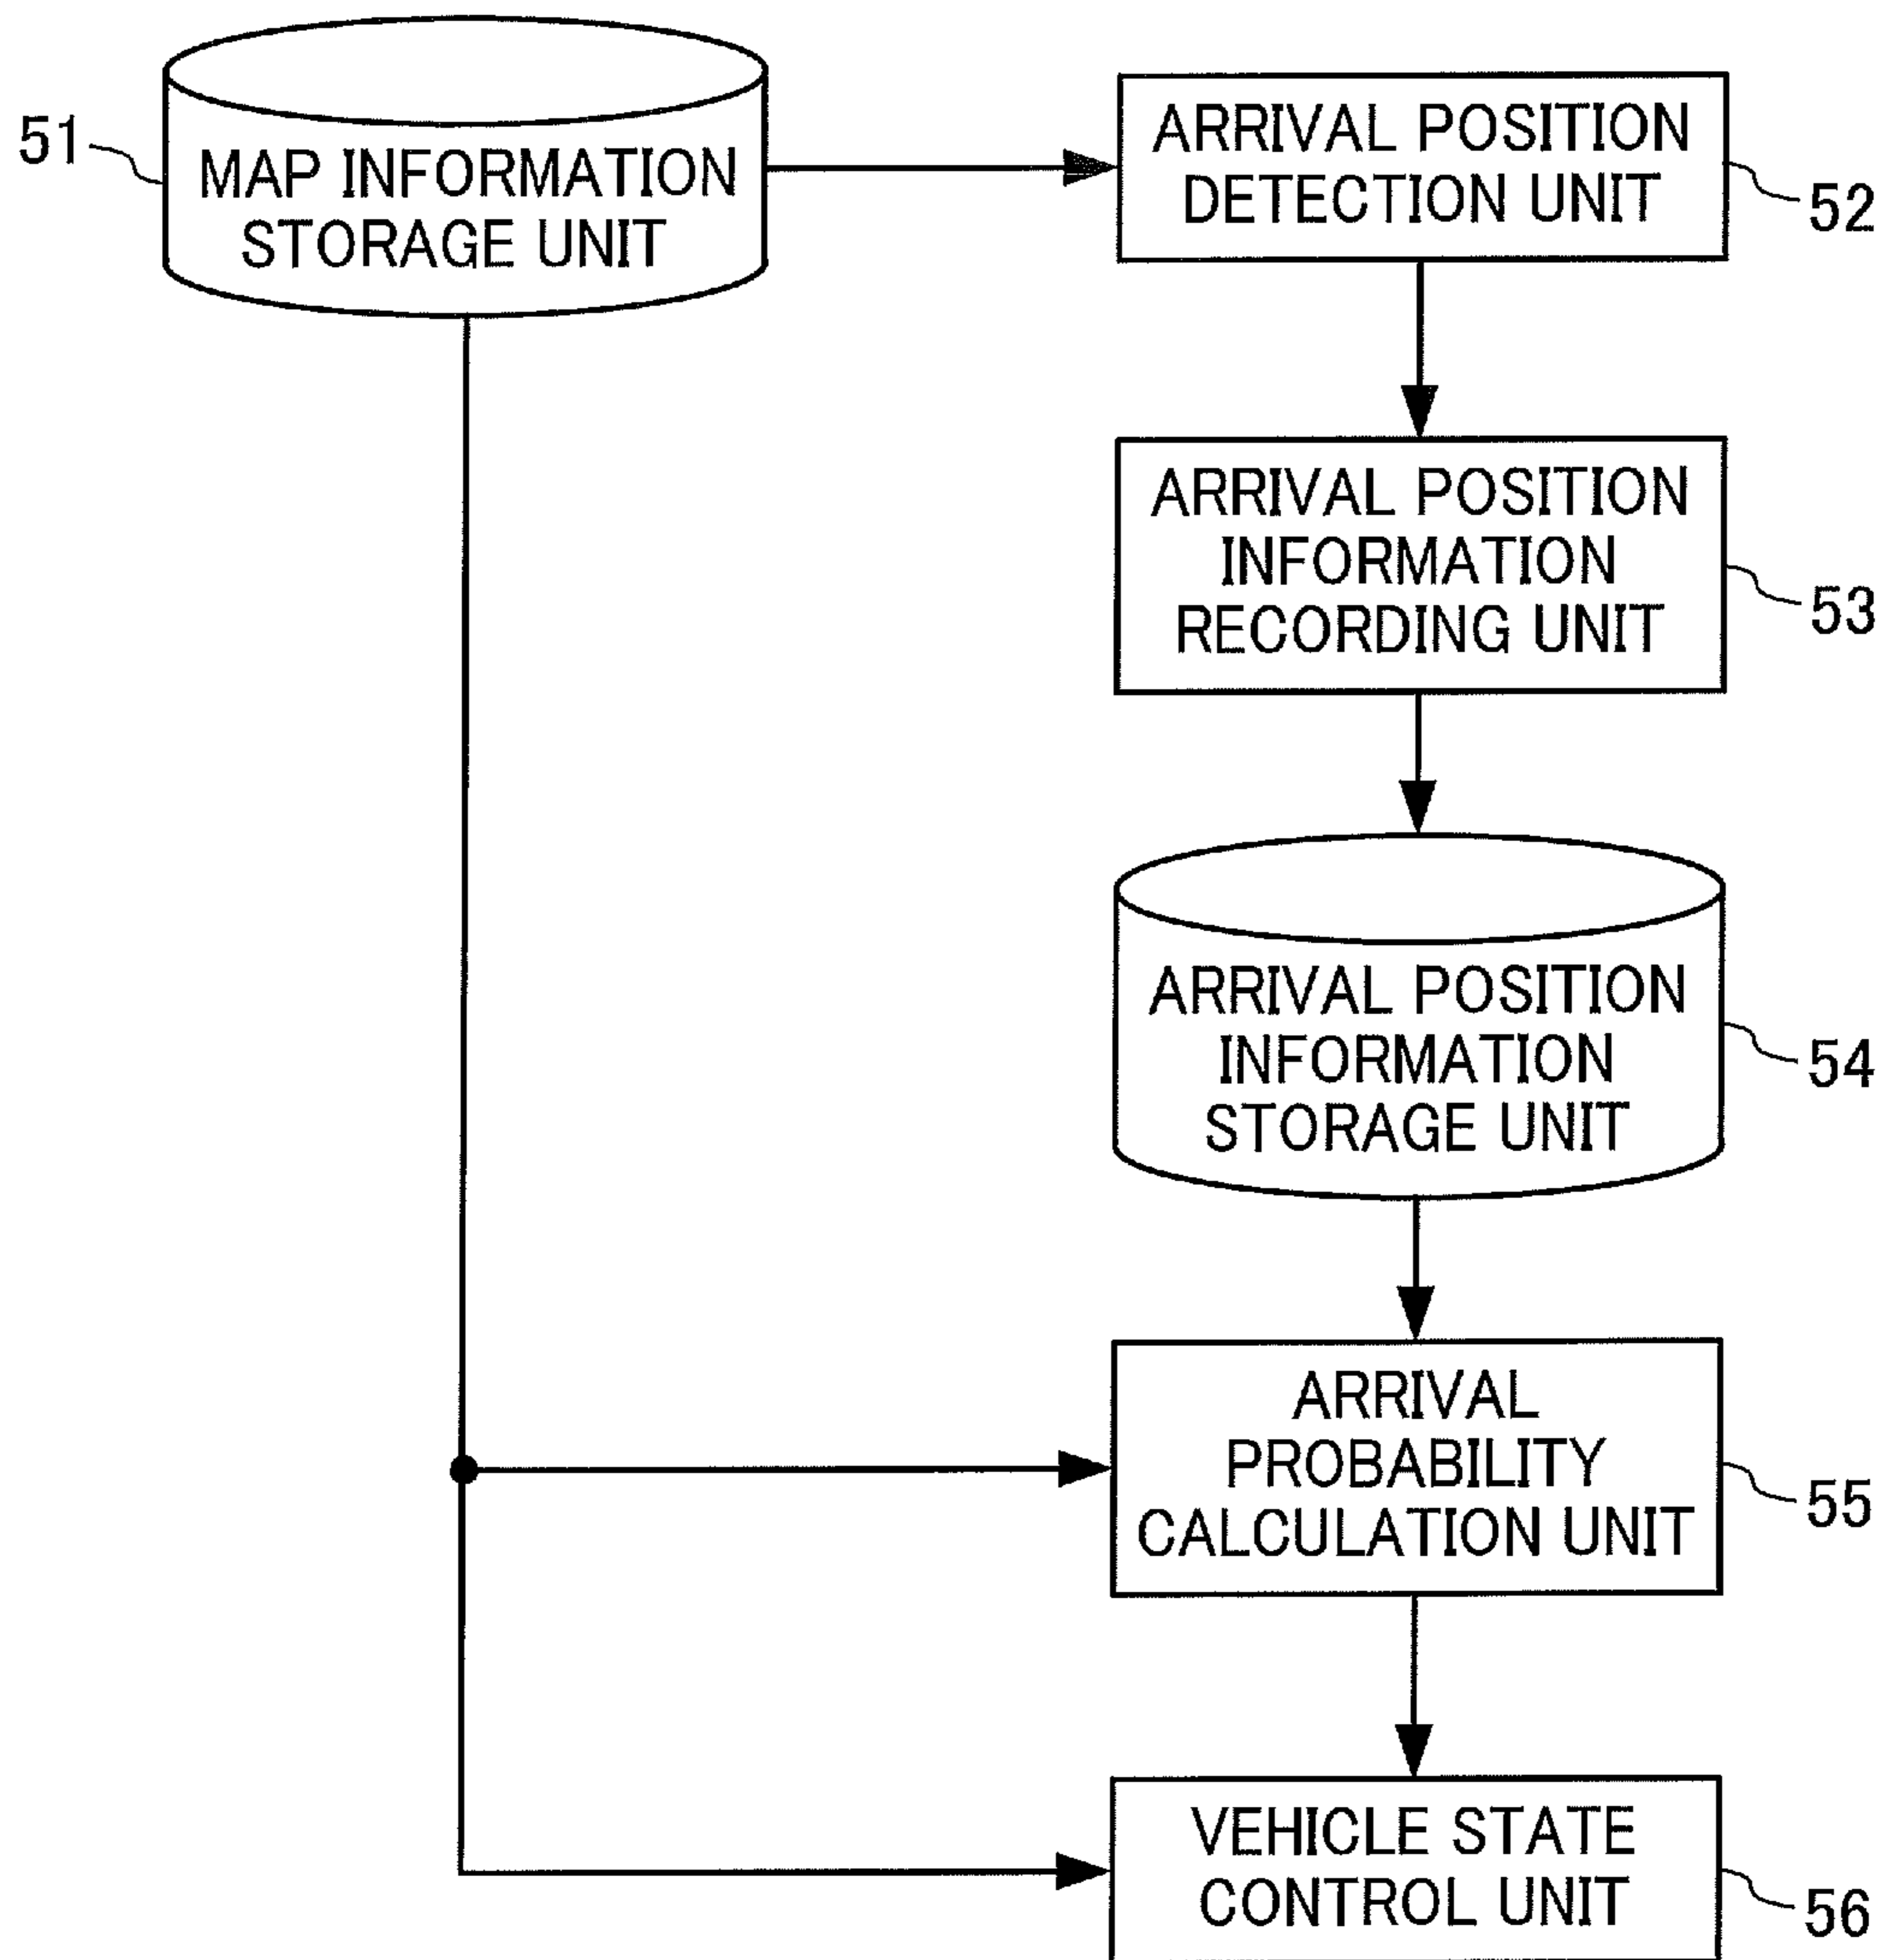 51
MAP INFORMATION
STORAGE UNIT
ARRIVAL POSITION
DETECTION UNIT
52
ARRIVAL POSITION
INFORMATION
RECORDING UNIT
53
ARRIVAL POSITION
INFORMATION
STORAGE UNIT
54
ARRIVAL
PROBABILITY
CALCULATION UNIT
55
VEHICLE STATE
CONTROL UNIT
56